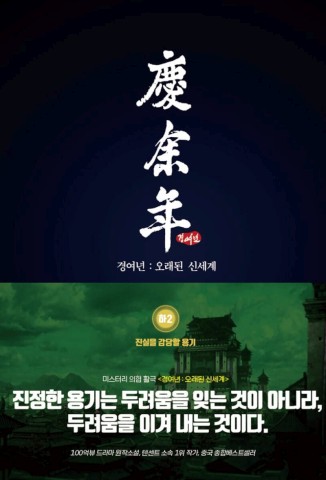 慶
余
年
경여년
경여년 : 오래된 신세계
하2
진실을 감당할 용기
미스터리 의협 활극 <경여년 : 오래된 신세계>
진정한 용기는 두려움을 잊는 것이 아니라,
두려움을 이겨 내는 것이다.
100억뷰 드라마 원작소설, 텐센트 소속 1위 작가, 중국 종합베스트셀러